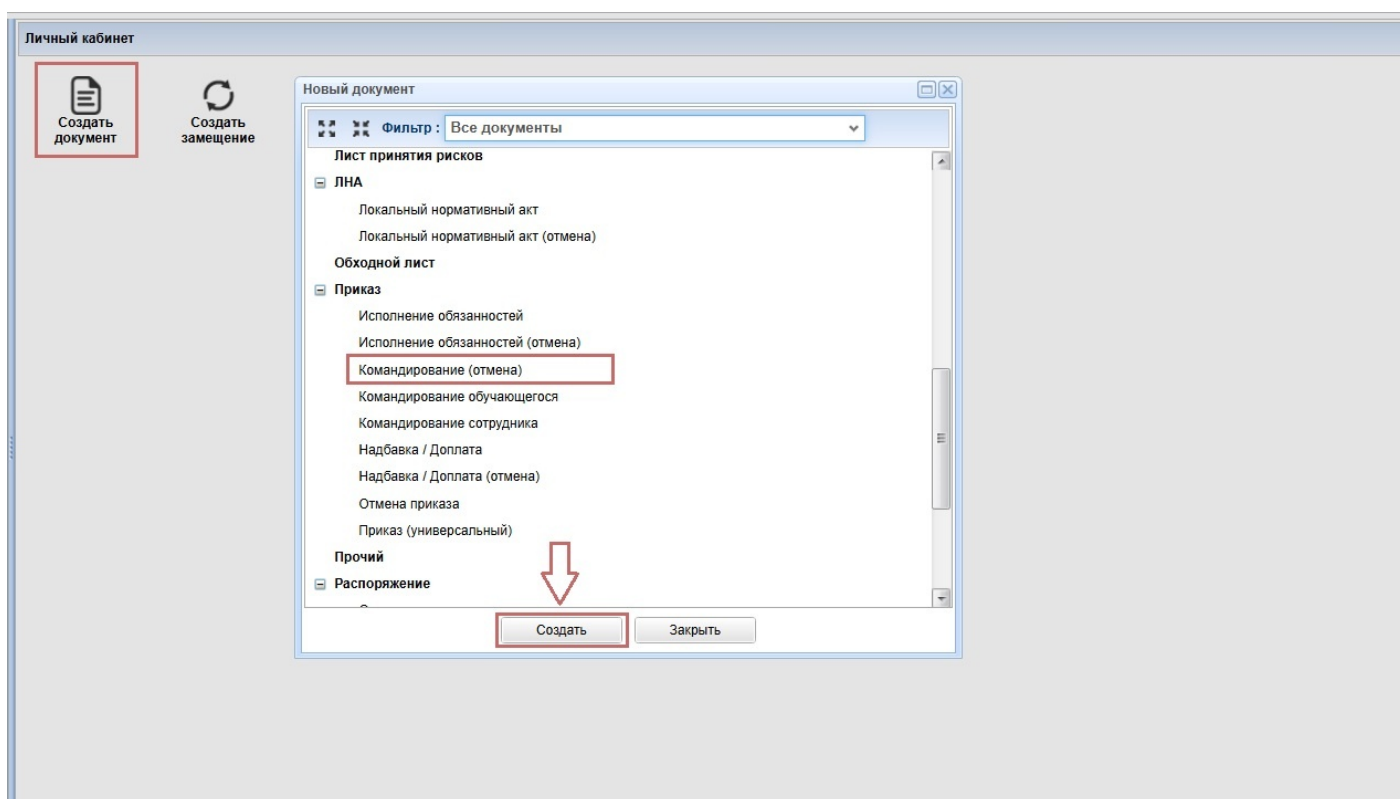 Личный кабинет
Создать
документ
Создать
замещение
Новый документ
Фильтр : Все документы
Лист принятия рисков
ЛНА
Локальный нормативный акт
Локальный нормативный акт (отмена)
Обходной лист
Приказ
Исполнение обязанностей
Исполнение обязанностей (отмена)
Командирование (отмена)
Командирование обучающегося
Командирование сотрудника
Надбавка / Доплата
Надбавка / Доплата (отмена)
Отмена приказа
Приказ (универсальный)
Прочий
Распоряжение
Создать
Закрыть